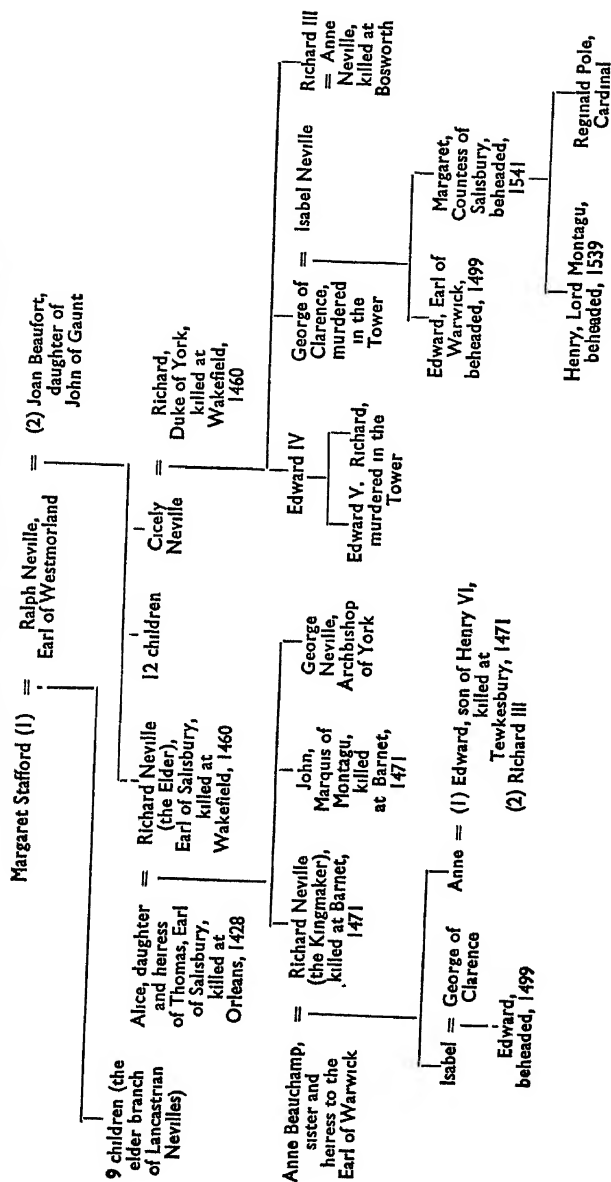 Margaret Stafford (1)
=
Ralph Neville,
Earl of Westmorland
=
(2) Joan Beaufort,
daughter of
John of Gaunt
9 children (the
elder branch
of Lancastrian
Nevilles)
Alice, daughter
and heiress
of Thomas, Earl
of Salisbury,
killed at
Orleans, 1428
=
Richard Neville
(the Elder),
Earl of Salisbury,
killed at
Wakefield, 1460
12 children
Cicely
Neville
=
Richard,
Duke of York,
killed at
Wakefield,
1460
Anne Beauchamp,
sister and
heiress to the
Earl of Warwick
=
Richard Neville
(the Kingmaker),
killed at Barnet,
1471
John,
Marquis of
Montagu,
killed
at Barnet,
1471
George
Neville,
Archbishop
of York
Edward IV
George of
Clarence,
murdered
in the
Tower
=
Isabel Neville
Richard III
= Anne
Neville,
killed at
Bosworth
Isabel = George of
Clarence
Edward,
beheaded, 1499
Anne = (1) Edward, son of Henry VI,
killed at
Tewkesbury, 1471
(2) Richard III
Edward V. Richard,
murdered in the
Tower
Edward, Earl of
Warwick,
beheaded, 1499
Margaret,
Countess of
Salisbury,
beheaded,
1541
Henry, Lord Montagu,
beheaded, 1539
Reginald Pole,
Cardinal